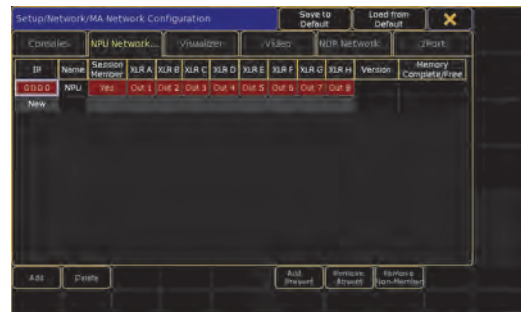 Setup/Network/MA Network Configuration
Save to Default
Load from Default
Consoles
NPU Network...
Visualizer
Video
NDP Network
2Port
IP Name Session Member XLR A XLR B XLR C XLR D XLR E XLR F XLR G XLR H Version Memory Complete/Free
0.0.0.0 NPU Yes Out 1 Out 2 Out 3 Out 4 Out 5 Out 6 Out 7 Out 8
New
Add
Delete
Add Present
Remove Absent
Remove Non-Member